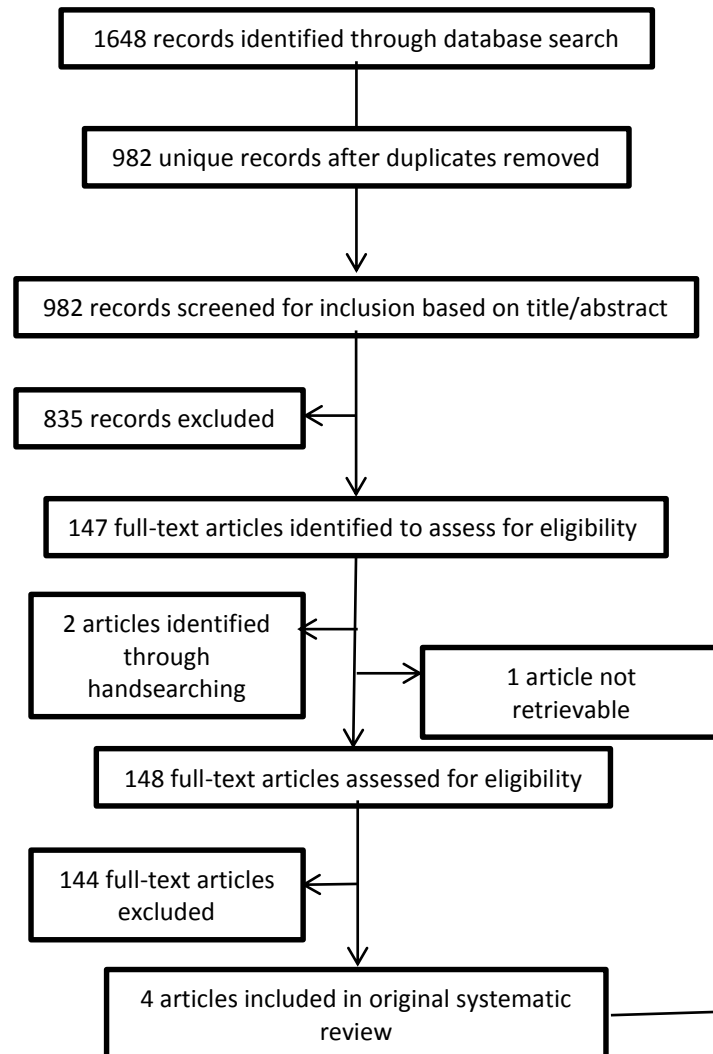 1648 records identified through database search
982 unique records after duplicates removed
982 records screened for inclusion based on title/abstract
835 records excluded
147 full-text articles identified to assess for eligibility
2 articles identified
through
handsearching
1 article not
retrievable
148 full-text articles assessed for eligibility
144 full-text articles
excluded
4 articles included in original systematic
review